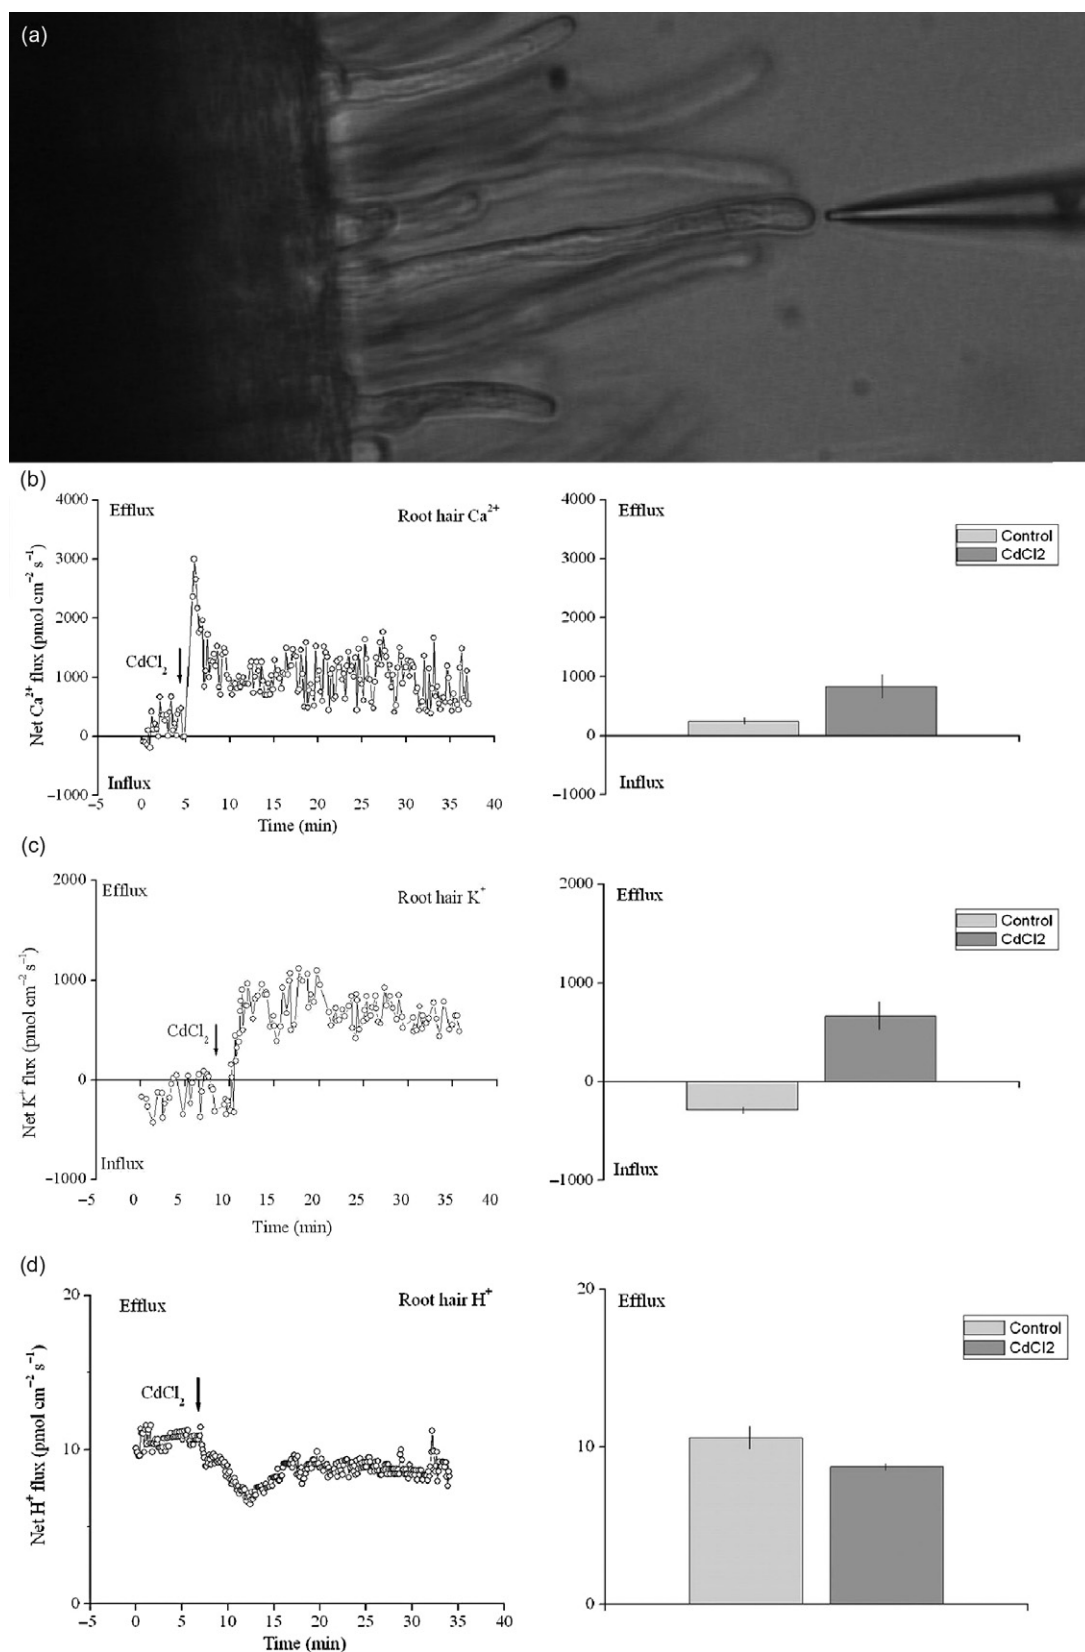 (a)
(b)
4000
3000
2000
1000
0
−1000
Net Ca²⁺ flux (pmol cm⁻² s⁻¹)
Efflux
Root hair Ca²⁺
CdCl₂
Influx
−5 0 5 10 15 20 25 30 35 40
Time (min)
4000
3000
2000
1000
0
−1000
Efflux
Control
CdCl2
Influx
(c)
2000
1000
0
−1000
Net K⁺ flux (pmol cm⁻² s⁻¹)
Efflux
Root hair K⁺
CdCl₂
Influx
−5 0 5 10 15 20 25 30 35 40
Time (min)
2000
1000
0
−1000
Efflux
Control
CdCl2
Influx
(d)
20
10
0
Net H⁺ flux (pmol cm⁻² s⁻¹)
Efflux
Root hair H⁺
CdCl₂
−5 0 5 10 15 20 25 30 35 40
Time (min)
20
10
0
Efflux
Control
CdCl2